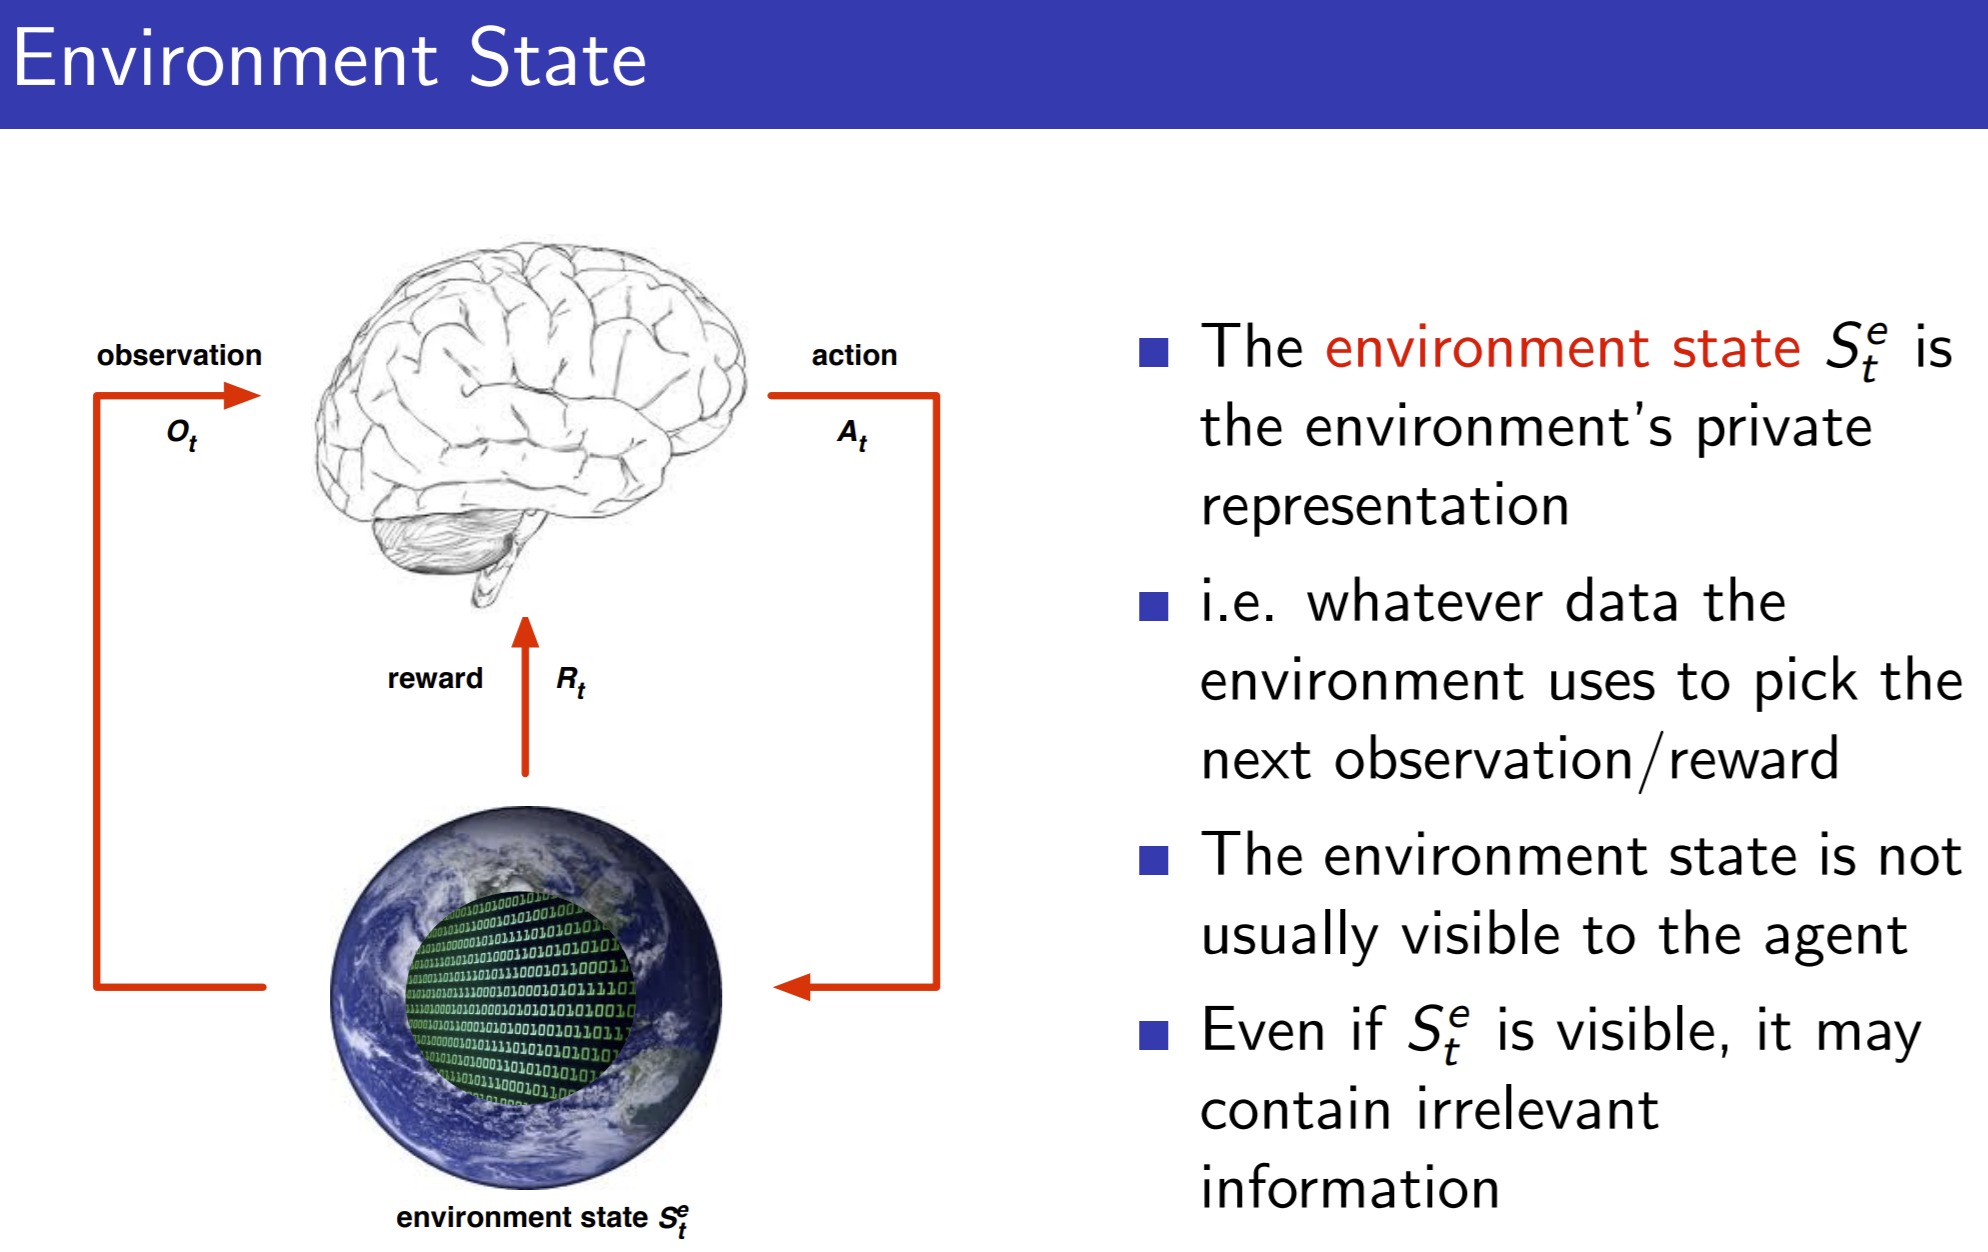 Environment State
observation
O_t
action
A_t
reward
R_t
environment state S_t^e
The environment state S_t^e is
the environment's private
representation
i.e. whatever data the
environment uses to pick the
next observation/reward
The environment state is not
usually visible to the agent
Even if S_t^e is visible, it may
contain irrelevant
information